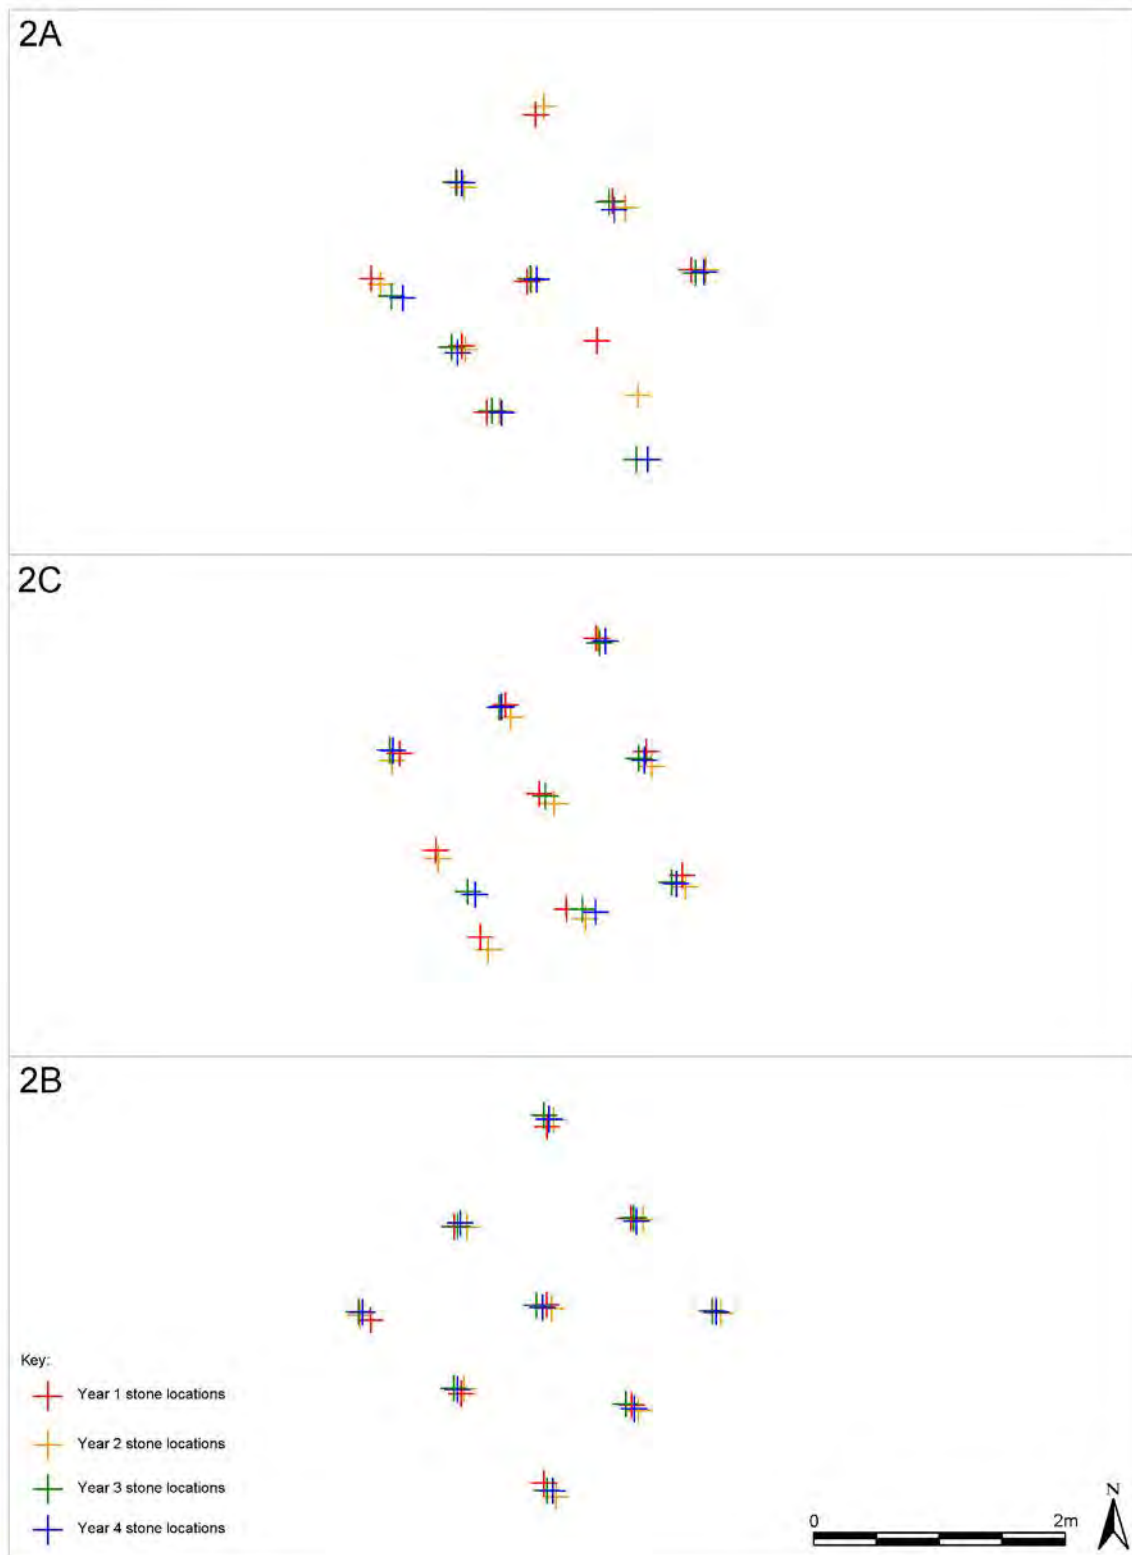 2A
2C
2B
Key:
Year 1 stone locations
Year 2 stone locations
Year 3 stone locations
Year 4 stone locations
0 2m
N